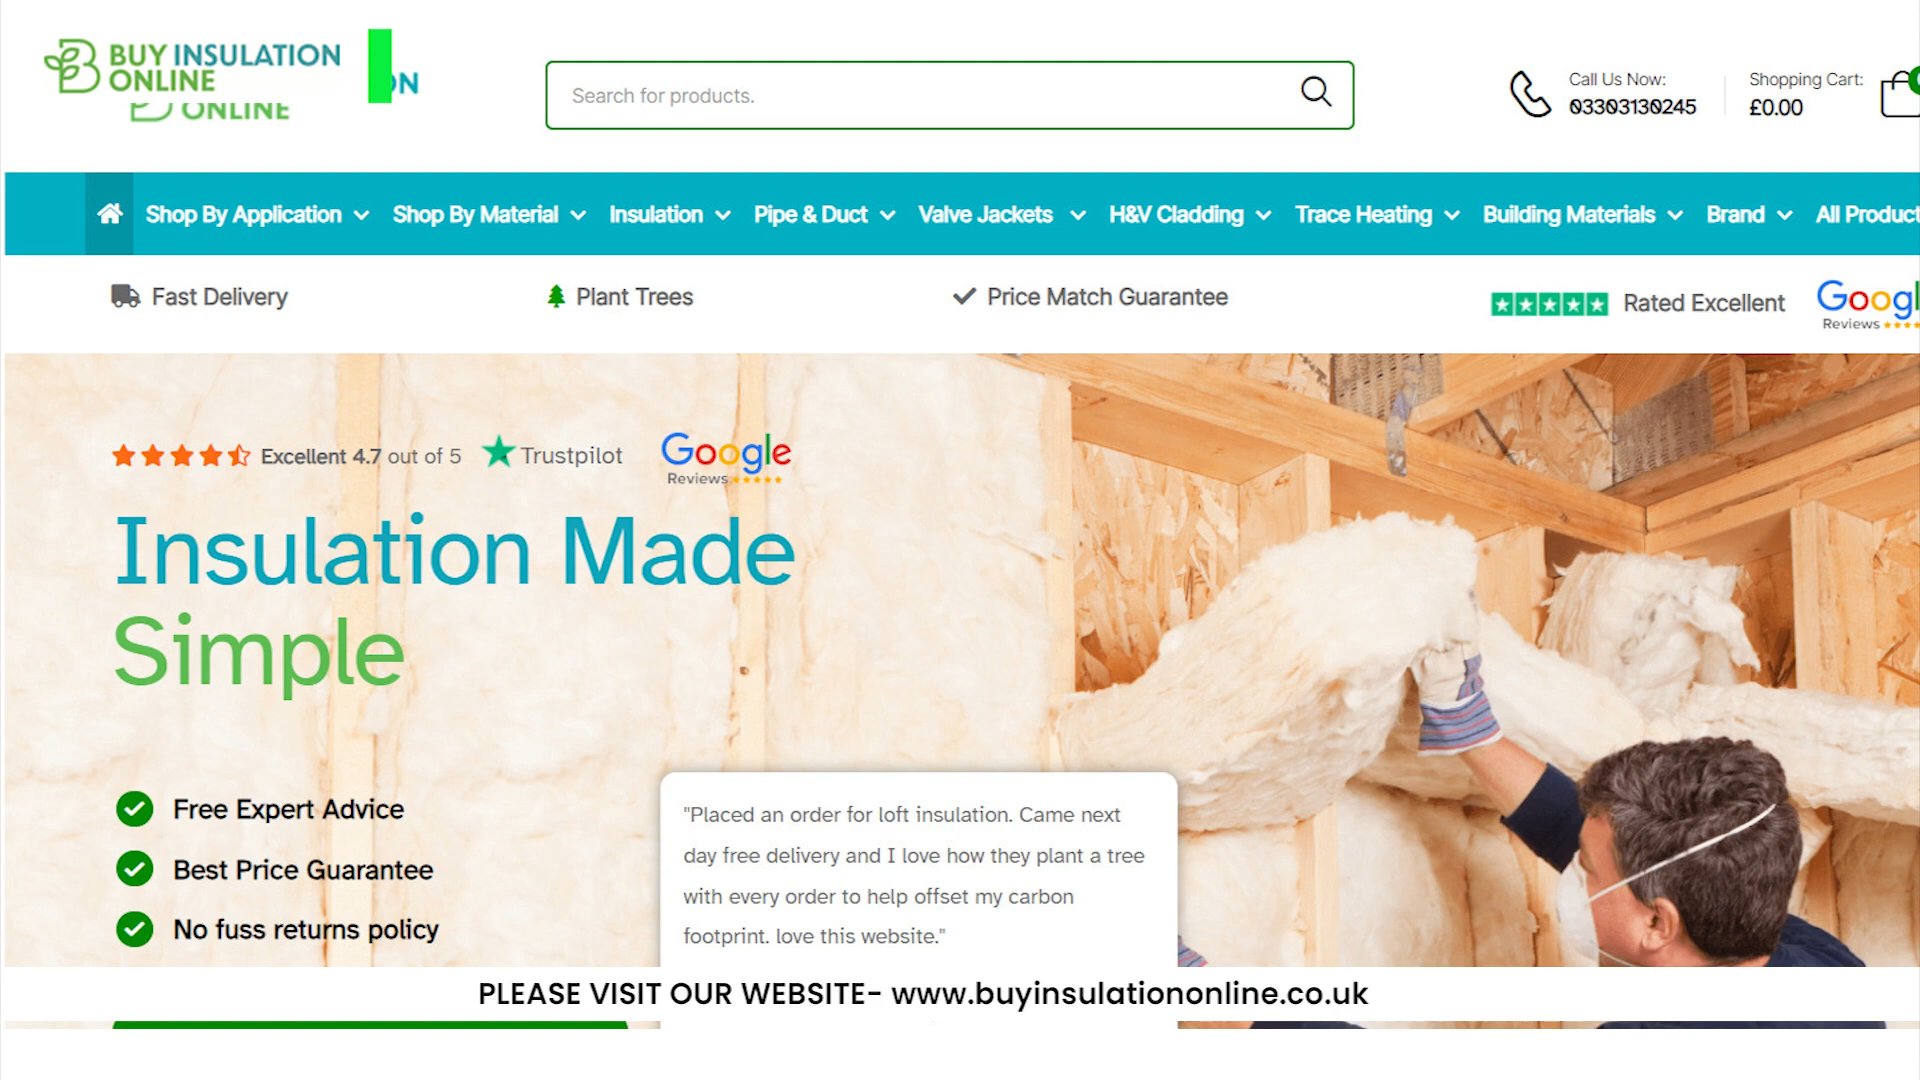 BUY INSULATION
ONLINE
ON
ONLINE
Search for products.
Call Us Now:
03303130245
Shopping Cart:
£0.00
Shop By Application
Shop By Material
Insulation
Pipe & Duct
Valve Jackets
H&V Cladding
Trace Heating
Building Materials
Brand
All Product
Fast Delivery
Plant Trees
Price Match Guarantee
Rated Excellent
Googl
Reviews
Excellent 4.7 out of 5
Trustpilot
Google
Reviews
Insulation Made
Simple
Free Expert Advice
Best Price Guarantee
No fuss returns policy
"Placed an order for loft insulation. Came next
day free delivery and I love how they plant a tree
with every order to help offset my carbon
footprint. love this website."
PLEASE VISIT OUR WEBSITE- www.buyinsulationonline.co.uk